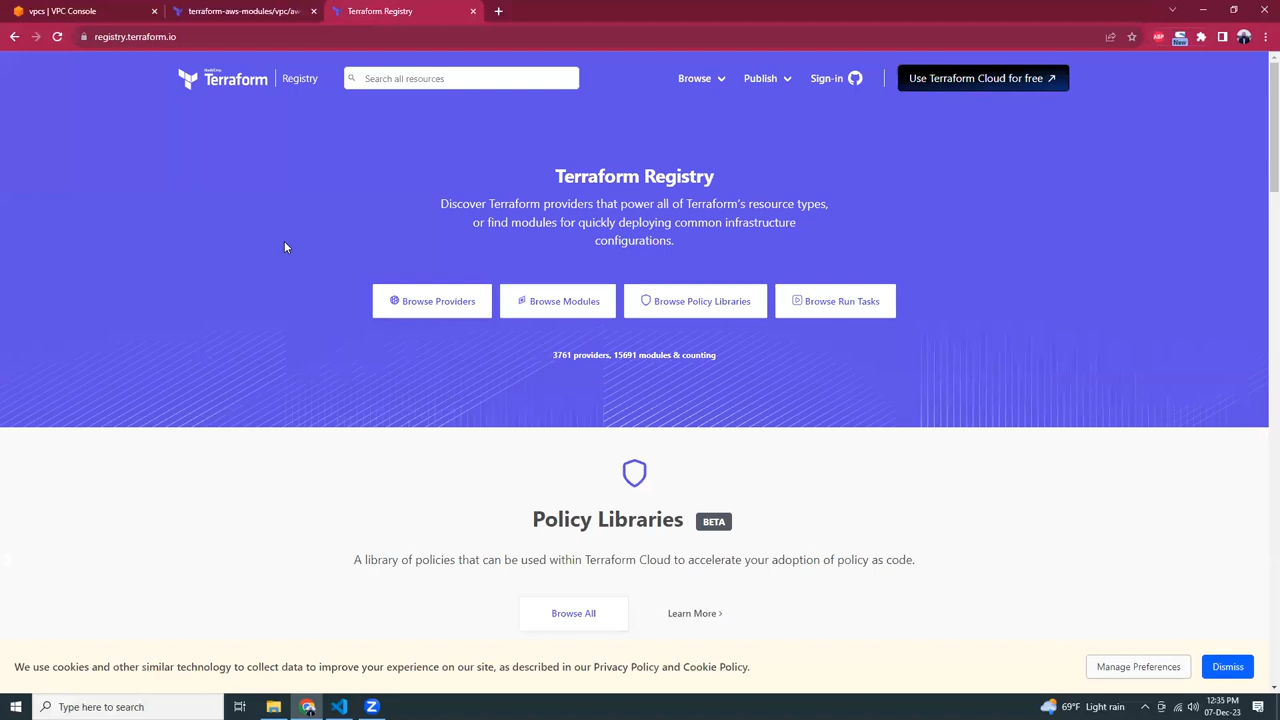 vpcs | VPC Console
terraform-aws-modules/vpc/aw
Terraform Registry
registry.terraform.io
ABP
New
HashiCorp
Terraform
Registry
Search all resources
Browse
Publish
Sign-in
Use Terraform Cloud for free
Terraform Registry
Discover Terraform providers that power all of Terraform’s resource types,
or find modules for quickly deploying common infrastructure
configurations.
Browse Providers
Browse Modules
Browse Policy Libraries
Browse Run Tasks
3761 providers, 15691 modules & counting
Policy Libraries BETA
A library of policies that can be used within Terraform Cloud to accelerate your adoption of policy as code.
Browse All
Learn More ›
We use cookies and other similar technology to collect data to improve your experience on our site, as described in our Privacy Policy and Cookie Policy.
Manage Preferences
Dismiss
Type here to search
69°F Light rain
12:35 PM
07-Dec-23